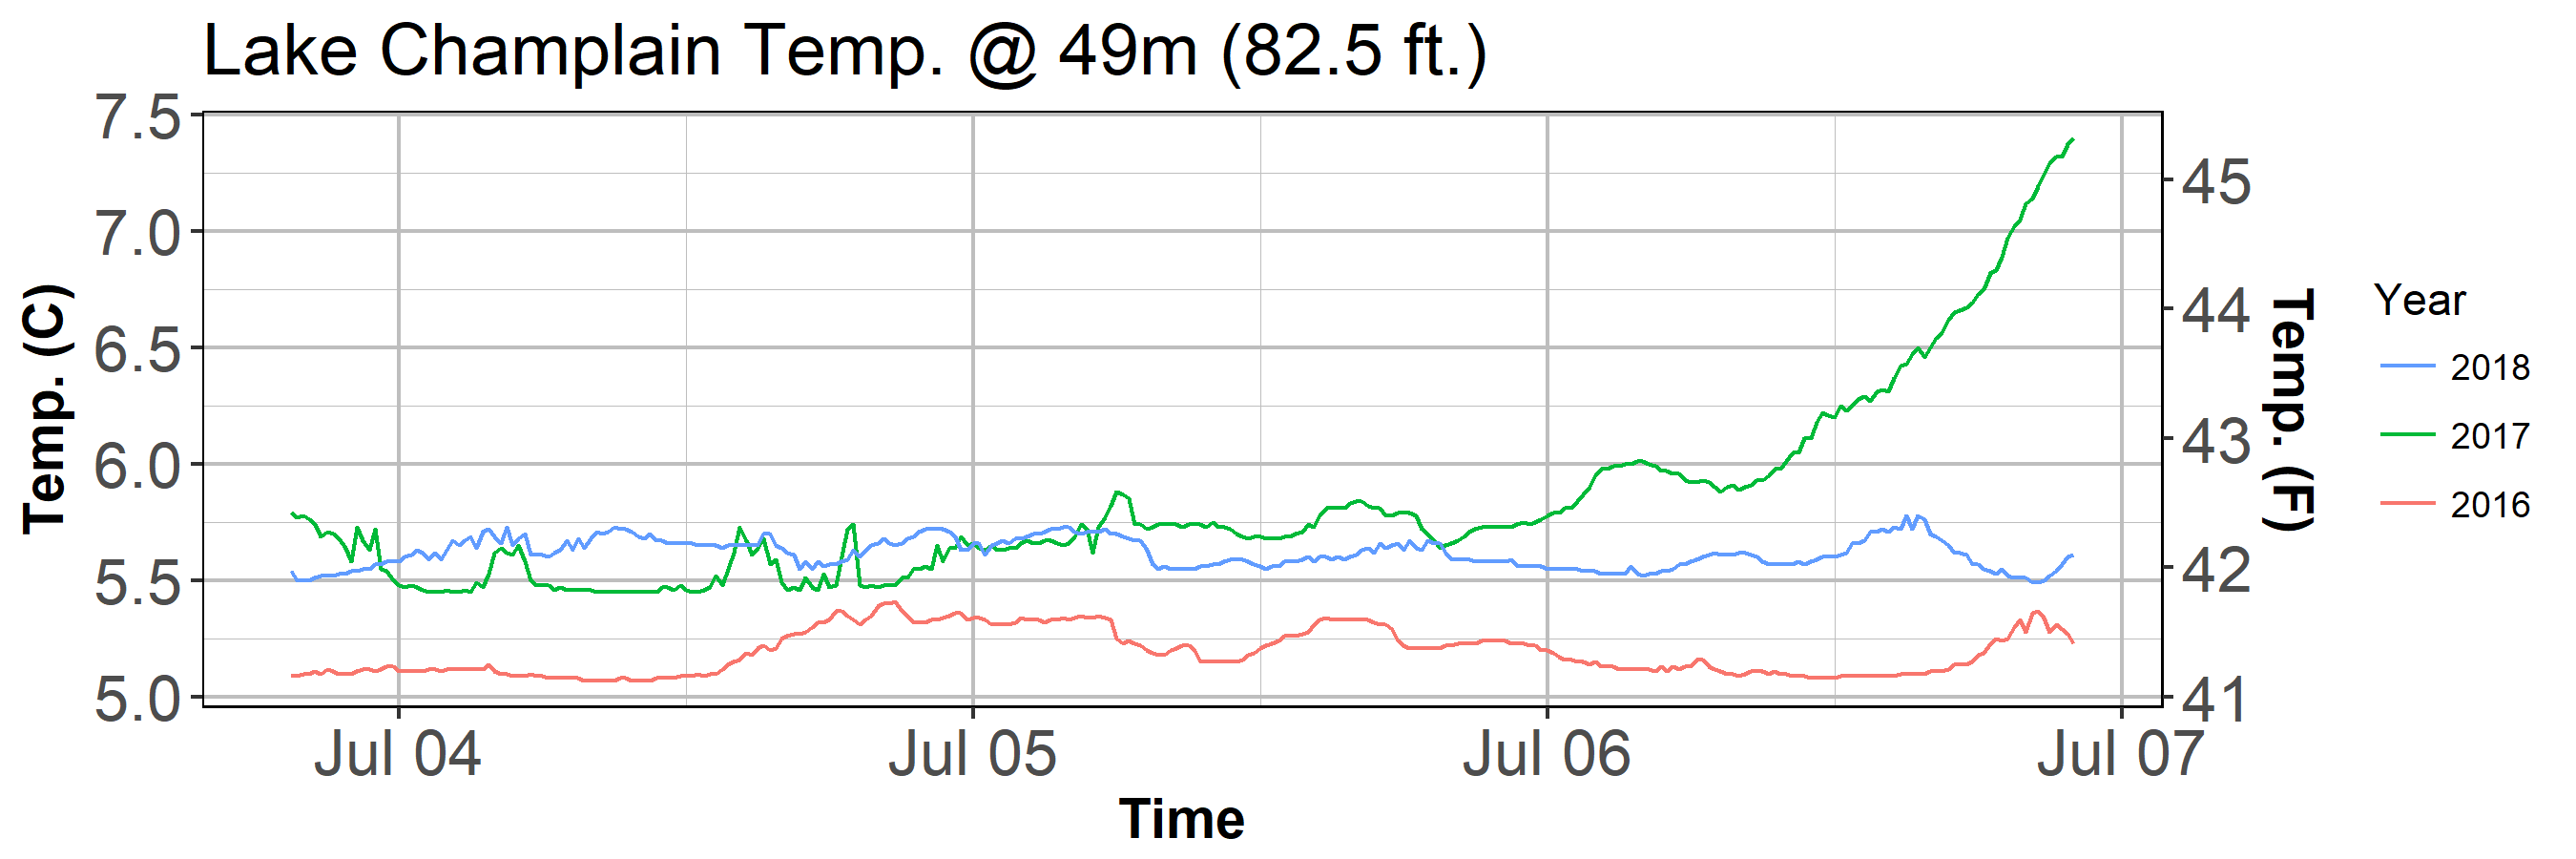 Lake Champlain Temp. @ 49m (82.5 ft.)
7.5
7.0
6.5
6.0
5.5
5.0
Temp. (C)
45
44
43
42
41
Temp. (F)
Jul 04 Jul 05 Jul 06 Jul 07
Time
Year
2018
2017
2016